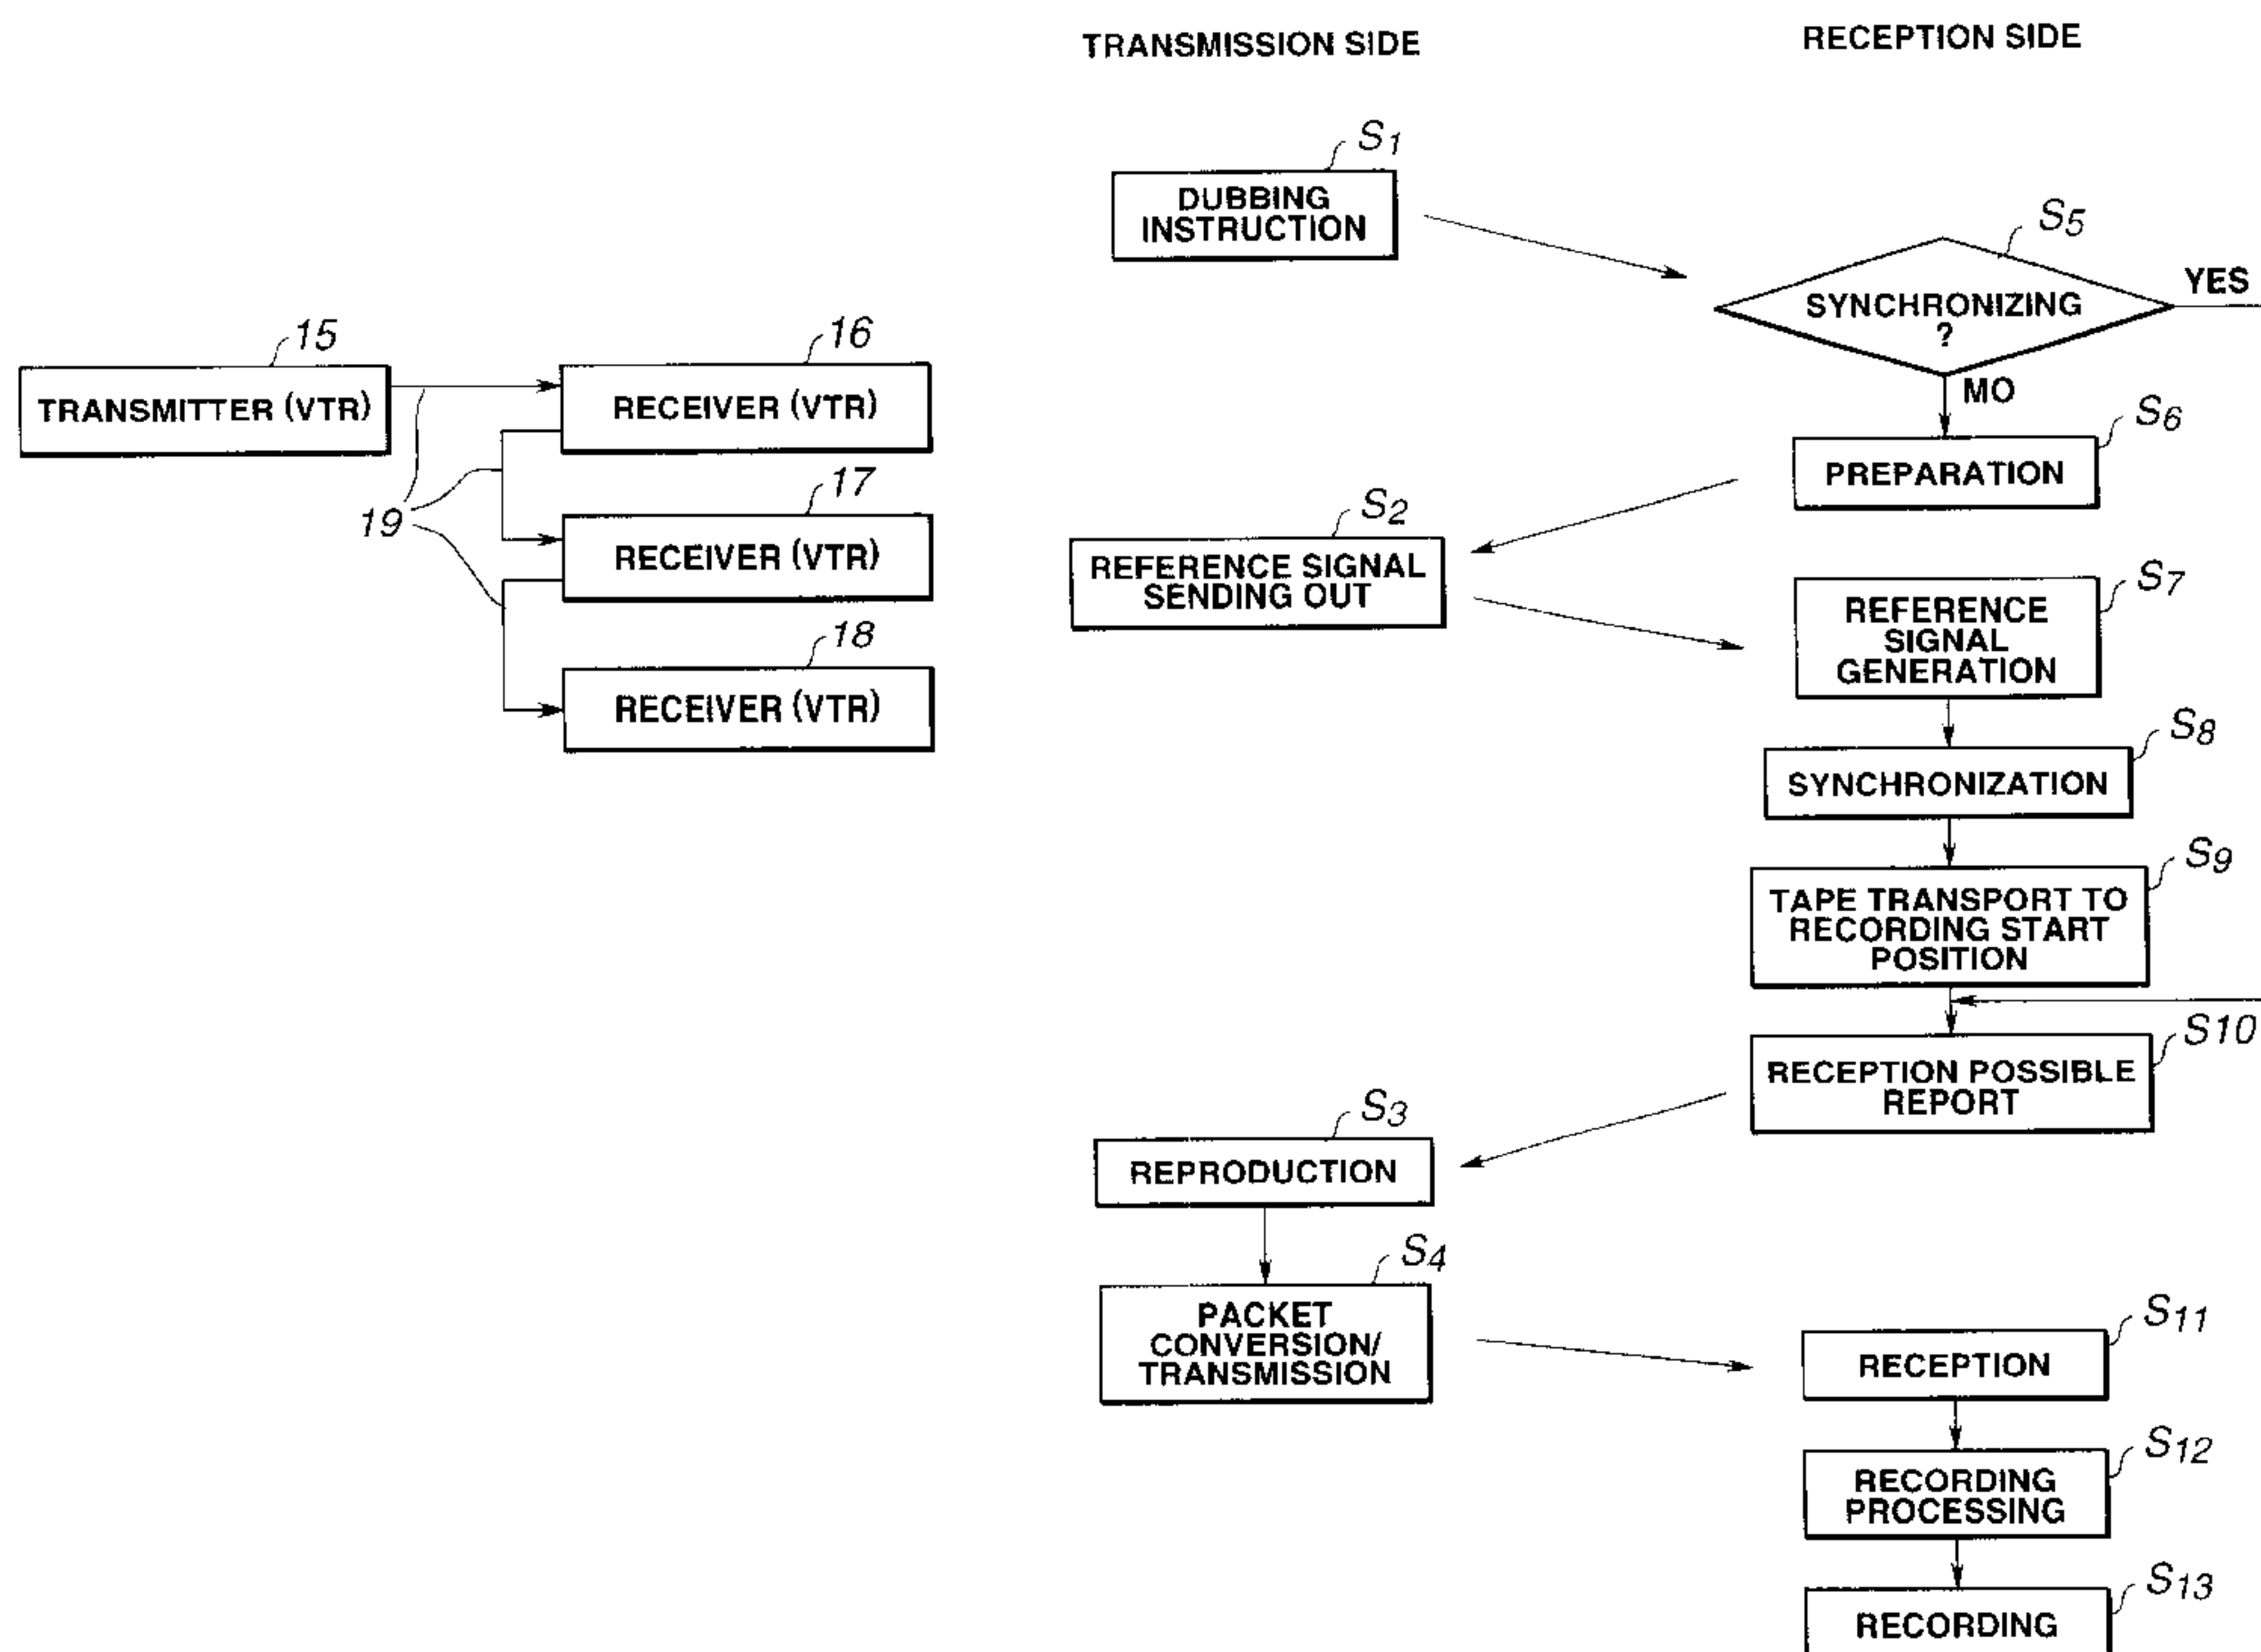 TRANSMISSION SIDE
RECEPTION SIDE
15
TRANSMITTER (VTR)
16
RECEIVER (VTR)
17
RECEIVER (VTR)
18
RECEIVER (VTR)
19
S1
DUBBING
INSTRUCTION
S5
SYNCHRONIZING
?
YES
MO
S6
PREPARATION
S2
REFERENCE SIGNAL
SENDING OUT
S7
REFERENCE
SIGNAL
GENERATION
S8
SYNCHRONIZATION
S9
TAPE TRANSPORT TO
RECORDING START
POSITION
S10
RECEPTION POSSIBLE
REPORT
S3
REPRODUCTION
S4
PACKET
CONVERSION/
TRANSMISSION
S11
RECEPTION
S12
RECORDING
PROCESSING
S13
RECORDING